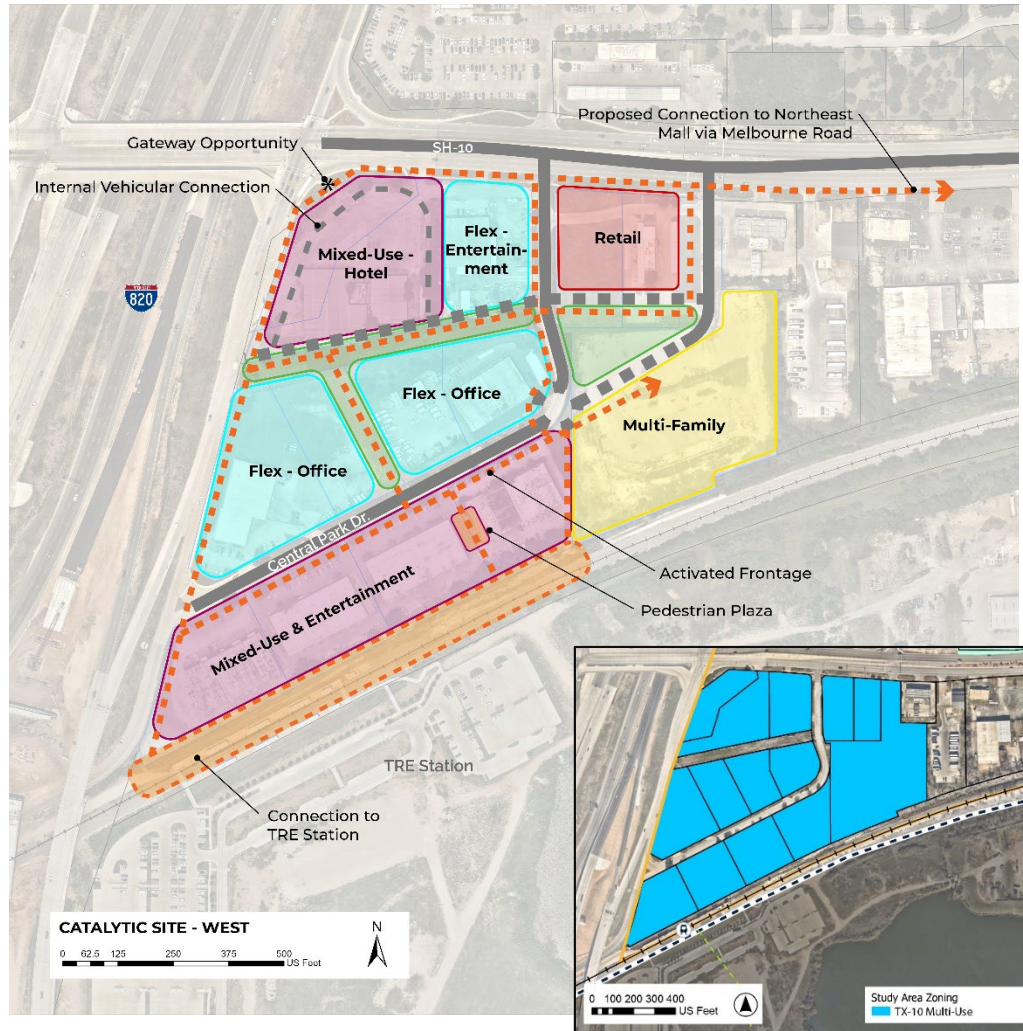 Proposed Connection to Northeast
Mall via Melbourne Road
Gateway Opportunity
SH-10
Internal Vehicular Connection
Mixed-Use -
Hotel
Flex -
Entertain-
ment
Retail
820
Flex - Office
Multi-Family
Flex - Office
Central Park Dr.
Activated Frontage
Mixed-Use & Entertainment
Pedestrian Plaza
TRE Station
Connection to
TRE Station
CATALYTIC SITE - WEST
N
0 62.5 125 250 375 500
US Foot
R
0 100 200 300 400
US Feet
Study Area Zoning
TX-10 Multi-Use